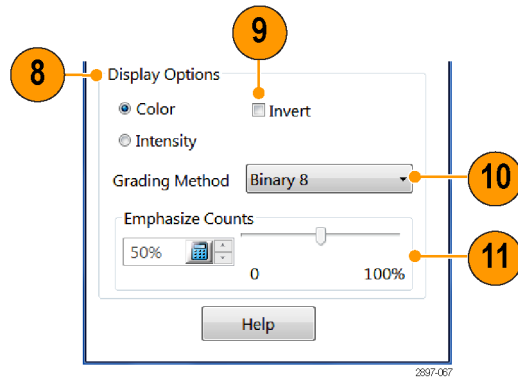 9
8
Display Options
Color
Invert
Intensity
Grading Method
Binary 8
10
Emphasize Counts
50%
0
100%
11
Help
2897-067